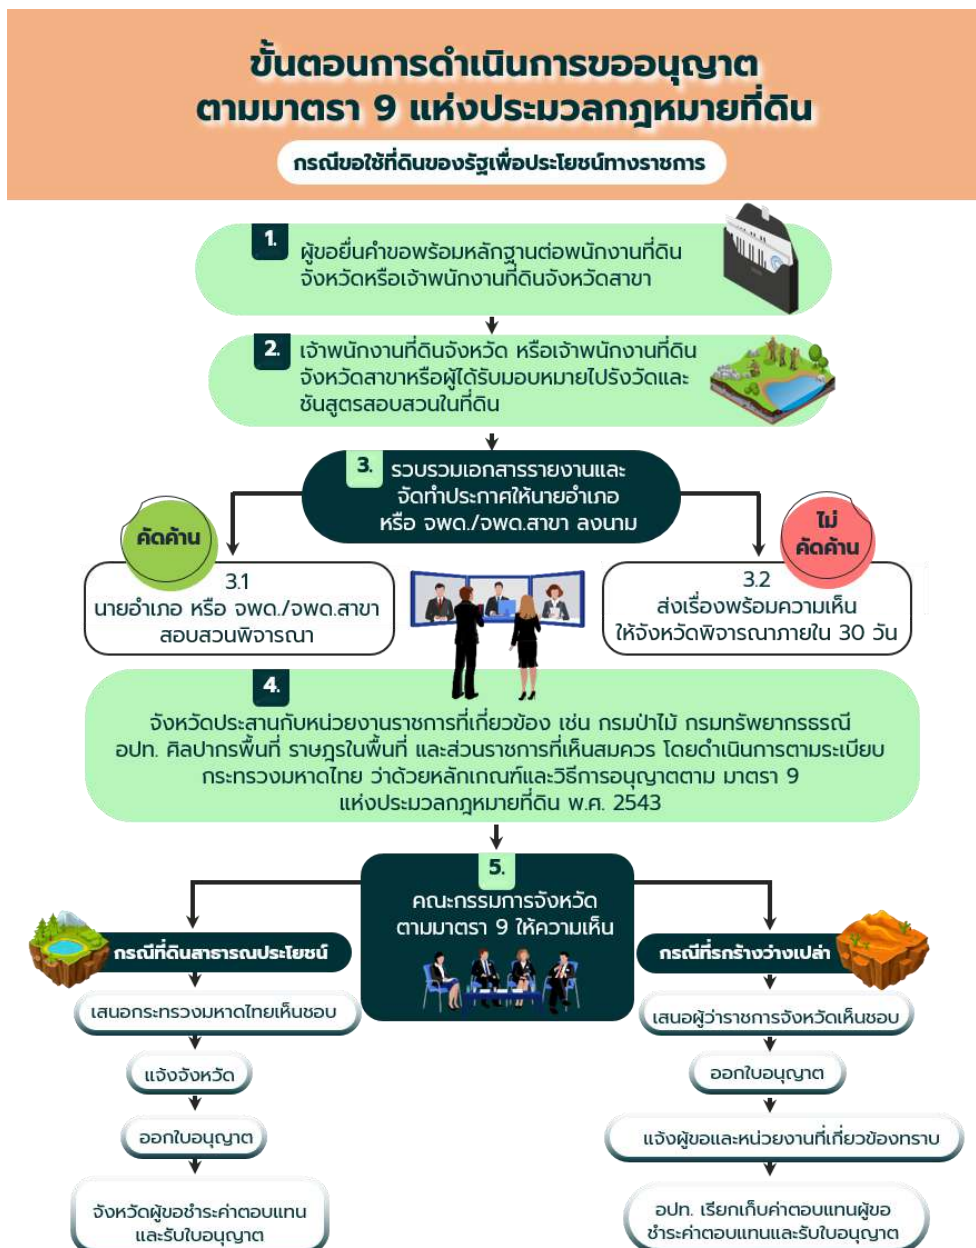 ขั้นตอนการดำเนินการขออนุญาต
ตามมาตรา 9 แห่งประมวลกฎหมายที่ดิน
กรณีขอใช้ที่ดินของรัฐเพื่อประโยชน์ทางราชการ
1.
ผู้ขอยื่นคำขอพร้อมหลักฐานต่อพนักงานที่ดิน
จังหวัดหรือเจ้าพนักงานที่ดินจังหวัดสาขา
2.
เจ้าพนักงานที่ดินจังหวัด หรือเจ้าพนักงานที่ดิน
จังหวัดสาขาหรือผู้ได้รับมอบหมายไปรังวัดและ
ชันสูตรสอบสวนในที่ดิน
3.
รวบรวมเอกสารรายงานและ
จัดทำประกาศให้นายอำเภอ
หรือ จพด./จพด.สาขา ลงนาม
คัดค้าน
3.1
นายอำเภอ หรือ จพด./จพด.สาขา
สอบสวนพิจารณา
ไม่
คัดค้าน
3.2
ส่งเรื่องพร้อมความเห็น
ให้จังหวัดพิจารณาภายใน 30 วัน
4.
จังหวัดประสานกับหน่วยงานราชการที่เกี่ยวข้อง เช่น กรมป่าไม้ กรมทรัพยากรธรณี
อปท. ศิลปากรพื้นที่ ราษฎรในพื้นที่ และส่วนราชการที่เห็นสมควร โดยดำเนินการตามระเบียบ
กระทรวงมหาดไทย ว่าด้วยหลักเกณฑ์และวิธีการอนุญาตตาม มาตรา 9
แห่งประมวลกฎหมายที่ดิน พ.ศ. 2543
5.
คณะกรรมการจังหวัด
ตามมาตรา 9 ให้ความเห็น
กรณีที่ดินสาธารณประโยชน์
เสนอกระทรวงมหาดไทยเห็นชอบ
แจ้งจังหวัด
ออกใบอนุญาต
จังหวัดผู้ขอชำระค่าตอบแทน
และรับใบอนุญาต
กรณีที่รกร้างว่างเปล่า
เสนอผู้ว่าราชการจังหวัดเห็นชอบ
ออกใบอนุญาต
แจ้งผู้ขอและหน่วยงานที่เกี่ยวข้องทราบ
อปท. เรียกเก็บค่าตอบแทนผู้ขอ
ชำระค่าตอบแทนและรับใบอนุญาต